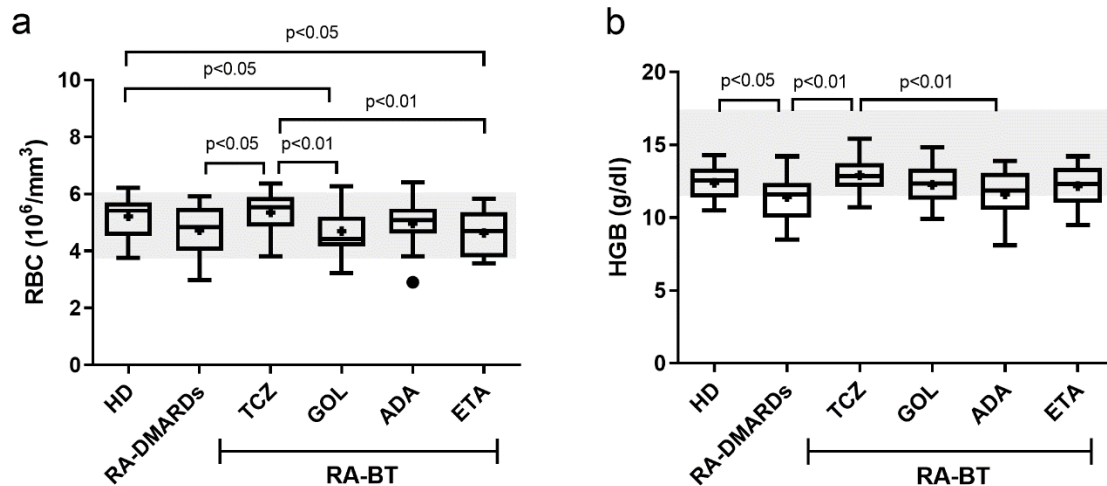 a
p<0.05
p<0.05
p<0.01
p<0.05
p<0.01
RBC (10⁶/mm³)
10
8
6
4
2
0
HD
RA-DMARDs
TCZ
GOL
ADA
ETA
RA-BT
b
p<0.05
p<0.01
p<0.01
HGB (g/dl)
20
15
10
5
0
HD
RA-DMARDs
TCZ
GOL
ADA
ETA
RA-BT